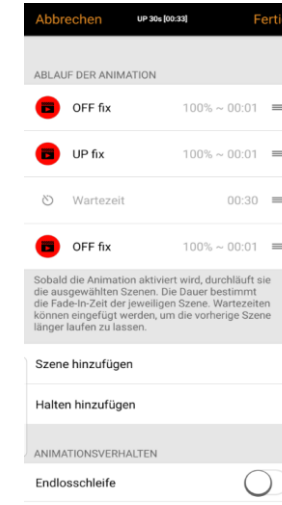 Abbrechen UP 30s [00:33] Ferti
ABLAUF DER ANIMATION
OFF fix 100% ~ 00:01
UP fix 100% ~ 00:01
Wartezeit 00:30
OFF fix 100% ~ 00:01
Sobald die Animation aktiviert wird, durchläuft sie
die ausgewählten Szenen. Die Dauer bestimmt
die Fade-In-Zeit der jeweiligen Szene. Wartezeiten
können eingefügt werden, um die vorherige Szene
länger laufen zu lassen.
Szene hinzufügen
Halten hinzufügen
ANIMATIONSVERHALTEN
Endlosschleife